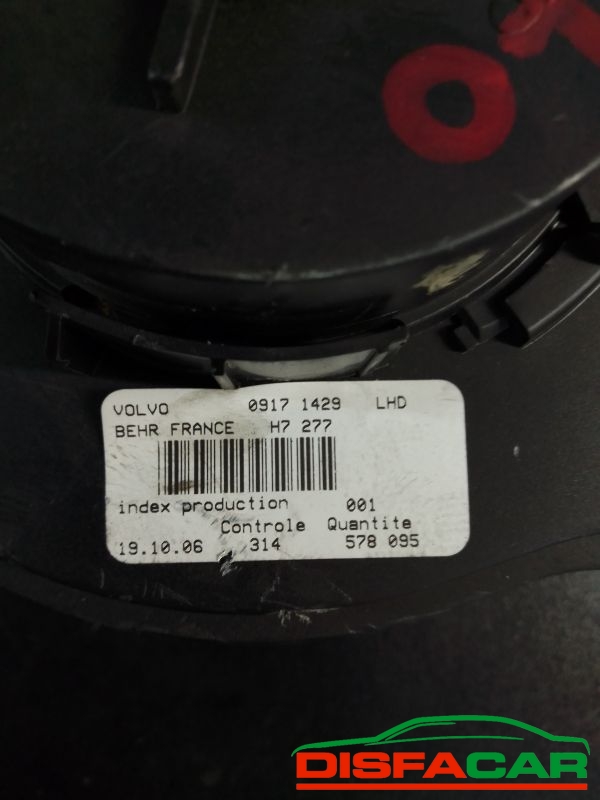 VOLVO 0917 1429 LHD
BEHR FRANCE H7 277
index production 001
Controle Quantite
19.10.06 314 578 095
DISFACAR